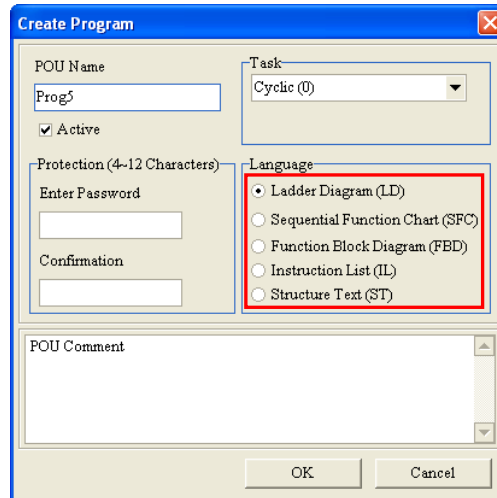 Create Program
POU Name
Prog5
Active
Task
Cyclic (0)
Protection (4~12 Characters)
Enter Password
Confirmation
Language
Ladder Diagram (LD)
Sequential Function Chart (SFC)
Function Block Diagram (FBD)
Instruction List (IL)
Structure Text (ST)
POU Comment
OK
Cancel